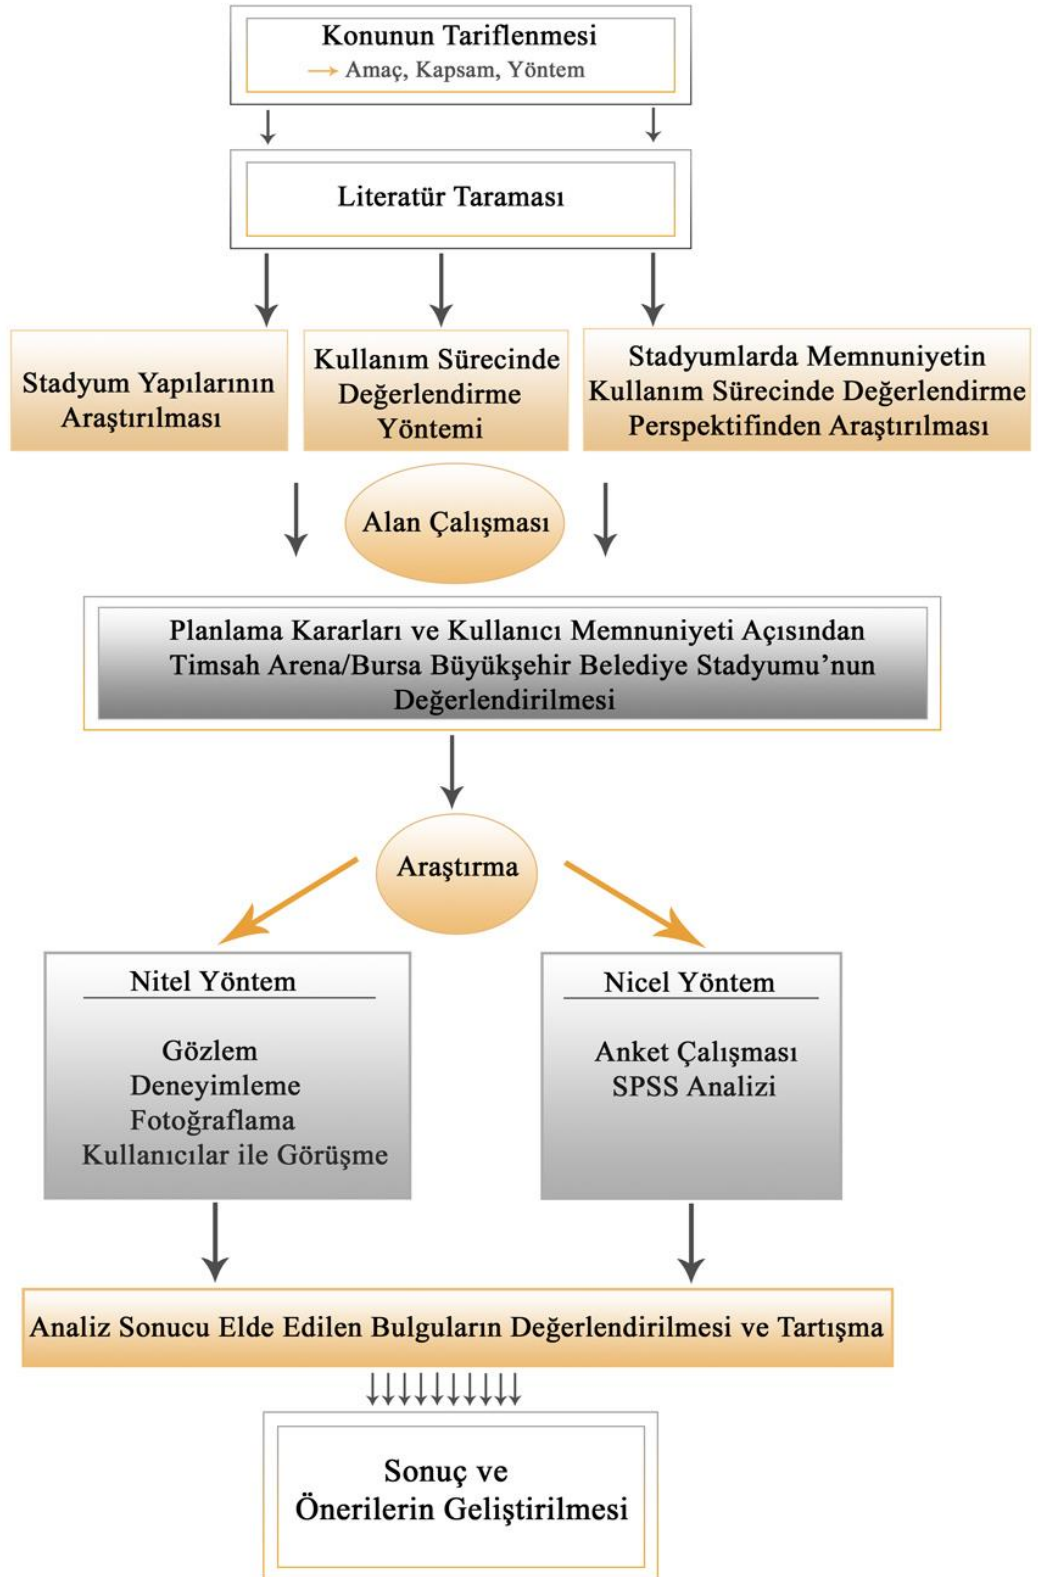 Konunun Tariflenmesi
Amaç, Kapsam, Yöntem
Literatür Taraması
Stadyum Yapılarının
Araştırılması
Kullanım Sürecinde
Değerlendirme
Yöntemi
Stadyumlarda Memnuniyetin
Kullanım Sürecinde Değerlendirme
Perspektifinden Araştırılması
Alan Çalışması
Planlama Kararları ve Kullanıcı Memnuniyeti Açısından
Timsah Arena/Bursa Büyükşehir Belediye Stadyumu’nun
Değerlendirilmesi
Araştırma
Nitel Yöntem
Gözlem
Deneyimleme
Fotoğraflama
Kullanıcılar ile Görüşme
Nicel Yöntem
Anket Çalışması
SPSS Analizi
Analiz Sonucu Elde Edilen Bulguların Değerlendirilmesi ve Tartışma
Sonuç ve
Önerilerin Geliştirilmesi